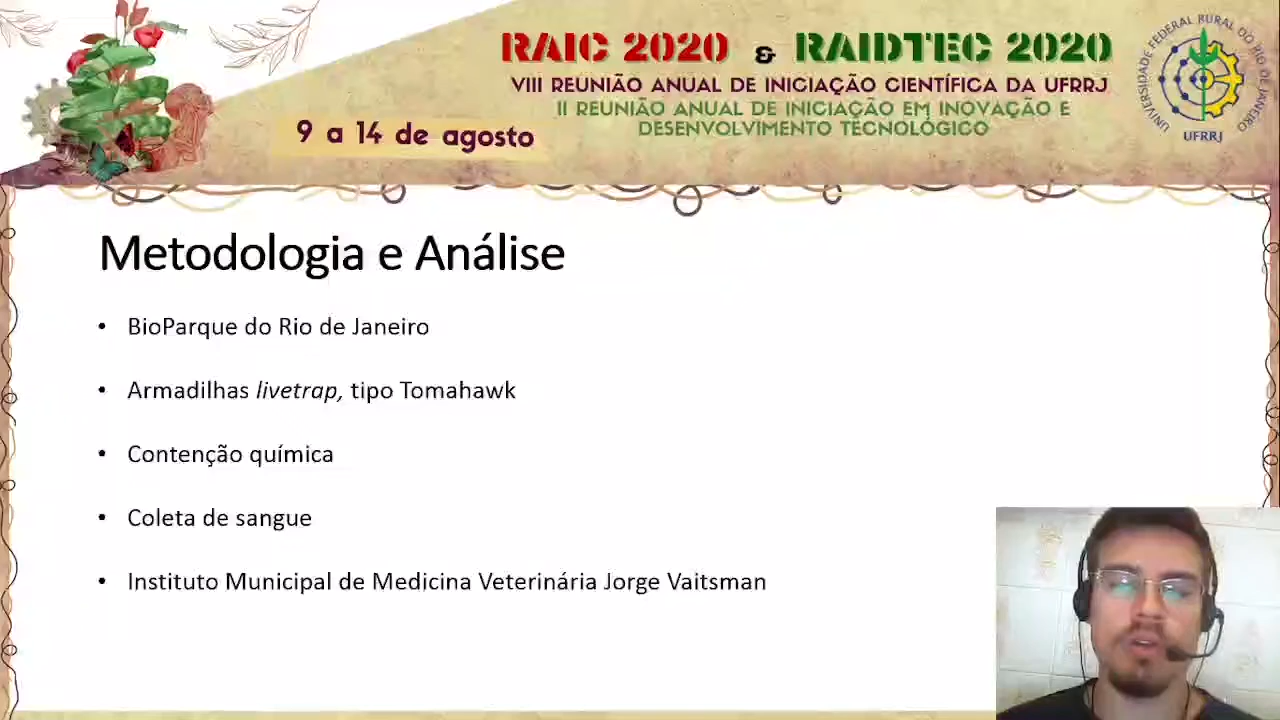 RAIC 2020 & RAIDTEC 2020
VIII REUNIÃO ANUAL DE INICIAÇÃO CIENTÍFICA DA UFRRJ
II REUNIÃO ANUAL DE INICIAÇÃO EM INOVAÇÃO E
DESENVOLVIMENTO TECNOLÓGICO
9 a 14 de agosto
UNIVERSIDADE FEDERAL RURAL DO RIO DE JANEIRO
UFRRJ
Metodologia e Análise
• BioParque do Rio de Janeiro
• Armadilhas livetrap, tipo Tomahawk
• Contenção química
• Coleta de sangue
• Instituto Municipal de Medicina Veterinária Jorge Vaitsman